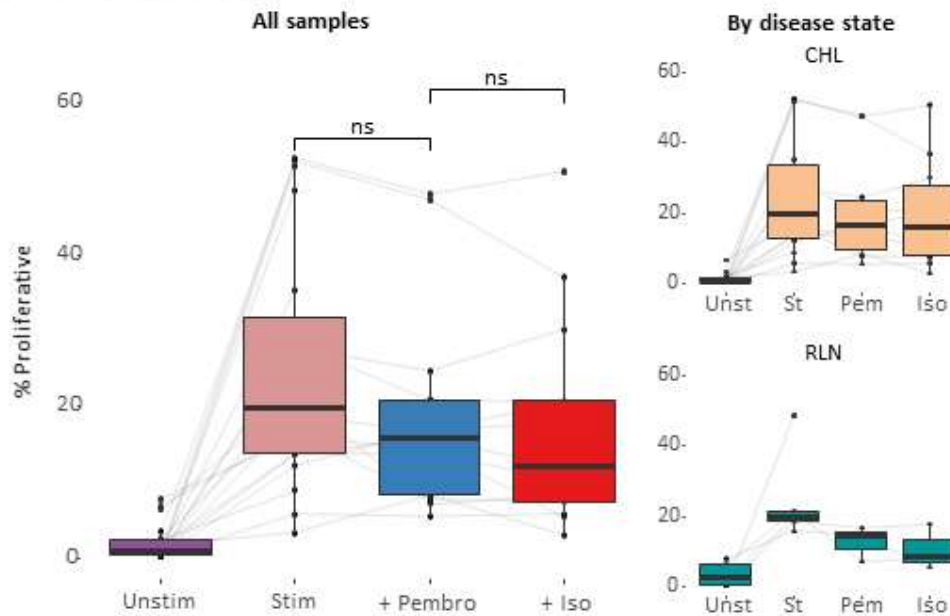 All samples
By disease state
CHL
60-
40-
20-
0-
Unst St Pem Iso
% Proliferative
60
40
20
0
ns
ns
Unstim Stim + Pembro + Iso
RLN
60-
40-
20-
0-
Unst St Pem Iso